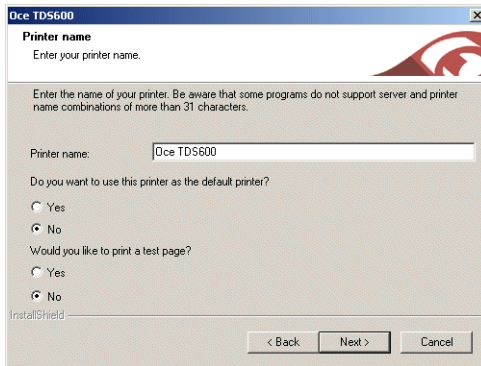 Oce TDS600
Printer name
Enter your printer name.
Enter the name of your printer. Be aware that some programs do not support server and printer
name combinations of more than 31 characters.
Printer name: Oce TDS600
Do you want to use this printer as the default printer?
Yes
No
Would you like to print a test page?
Yes
No
InstallShield
< Back Next > Cancel